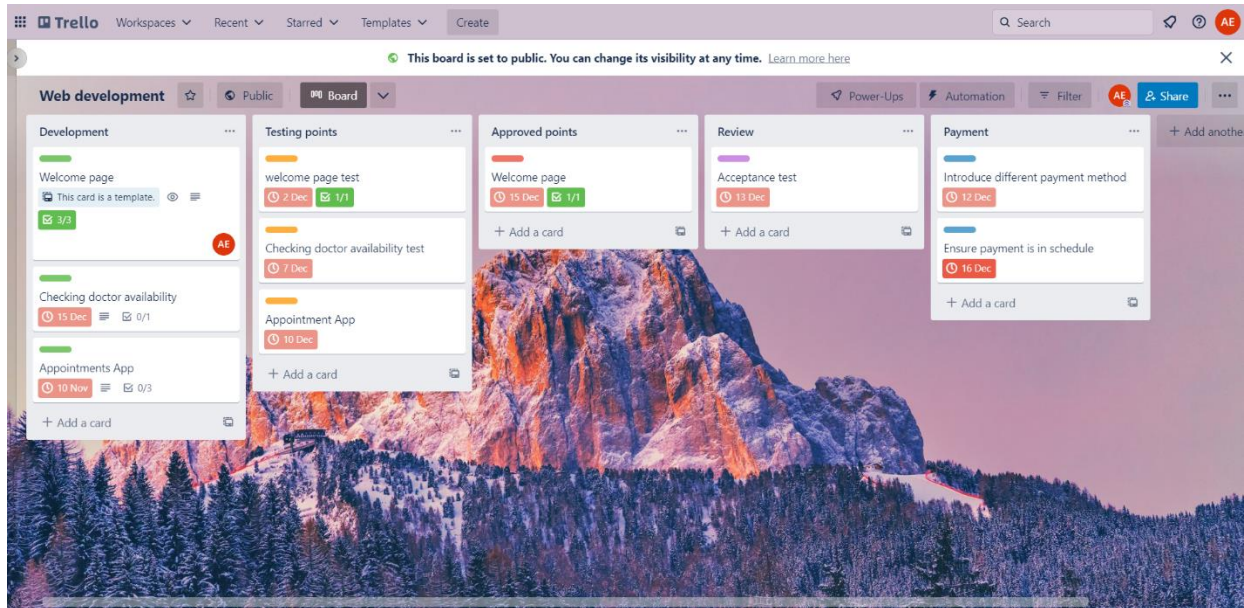 Trello Workspaces Recent Starred Templates Create Search AE
This board is set to public. You can change its visibility at any time. Learn more here
Web development Public Board Power-Ups Automation Filter AE Share
Development
Welcome page
This card is a template.
3/3
AE
Checking doctor availability
15 Dec 0/1
Appointments App
10 Nov 0/3
+ Add a card
Testing points
welcome page test
2 Dec 1/1
Checking doctor availability test
7 Dec
Appointment App
10 Dec
+ Add a card
Approved points
Welcome page
15 Dec 1/1
+ Add a card
Review
Acceptance test
13 Dec
+ Add a card
Payment
Introduce different payment method
12 Dec
Ensure payment is in schedule
16 Dec
+ Add a card
+ Add anothe